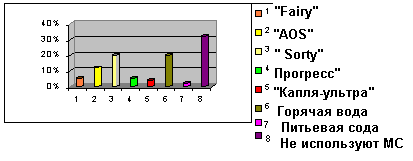 40%
30%
20%
10%
0%
1 2 3 4 5 6 7 8
1 "Fairy"
2 "AOS"
3 " Sorty"
4 Прогресс"
5 "Капля-ультра"
6 Горячая вода
7 Питьевая сода
8 Не используют МС